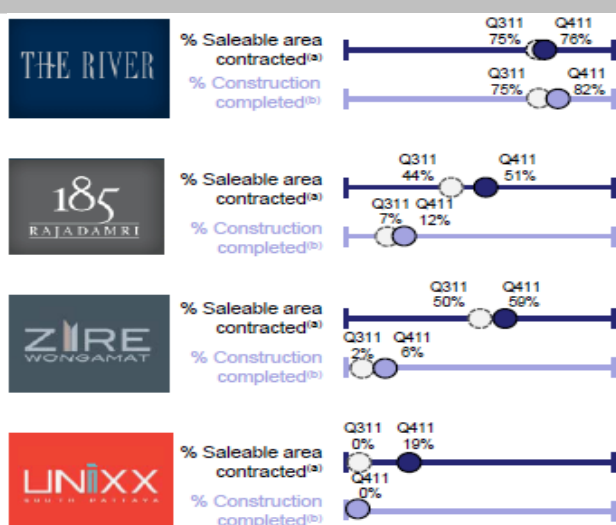 THE RIVER
% Saleable area
contracted(a)
Q311
75%
Q411
76%
% Construction
completed(b)
Q311
75%
Q411
82%
185
RAJADAMRI
% Saleable area
contracted(a)
Q311
44%
Q411
51%
% Construction
completed(b)
Q311
7%
Q411
12%
ZIRE
WONGAMAT
% Saleable area
contracted(a)
Q311
50%
Q411
59%
% Construction
completed(b)
Q311
2%
Q411
6%
UNiXX
SOUTH PATTAYA
% Saleable area
contracted(a)
Q311
0%
Q411
19%
% Construction
completed(b)
Q411
0%